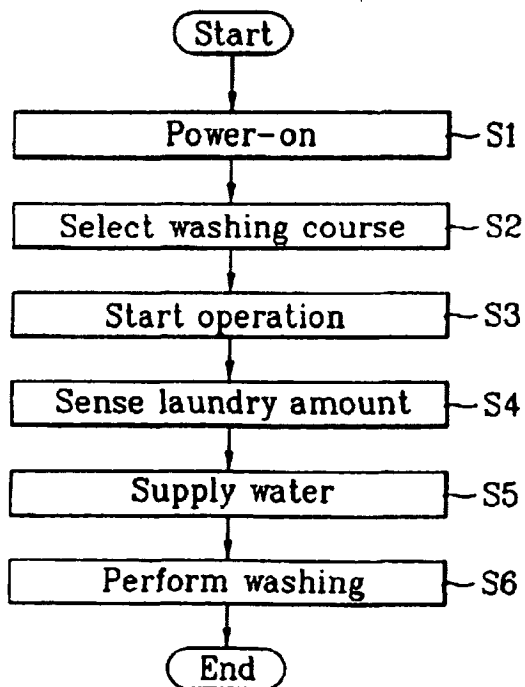 Start
Power-on S1
Select washing course S2
Start operation S3
Sense laundry amount S4
Supply water S5
Perform washing S6
End